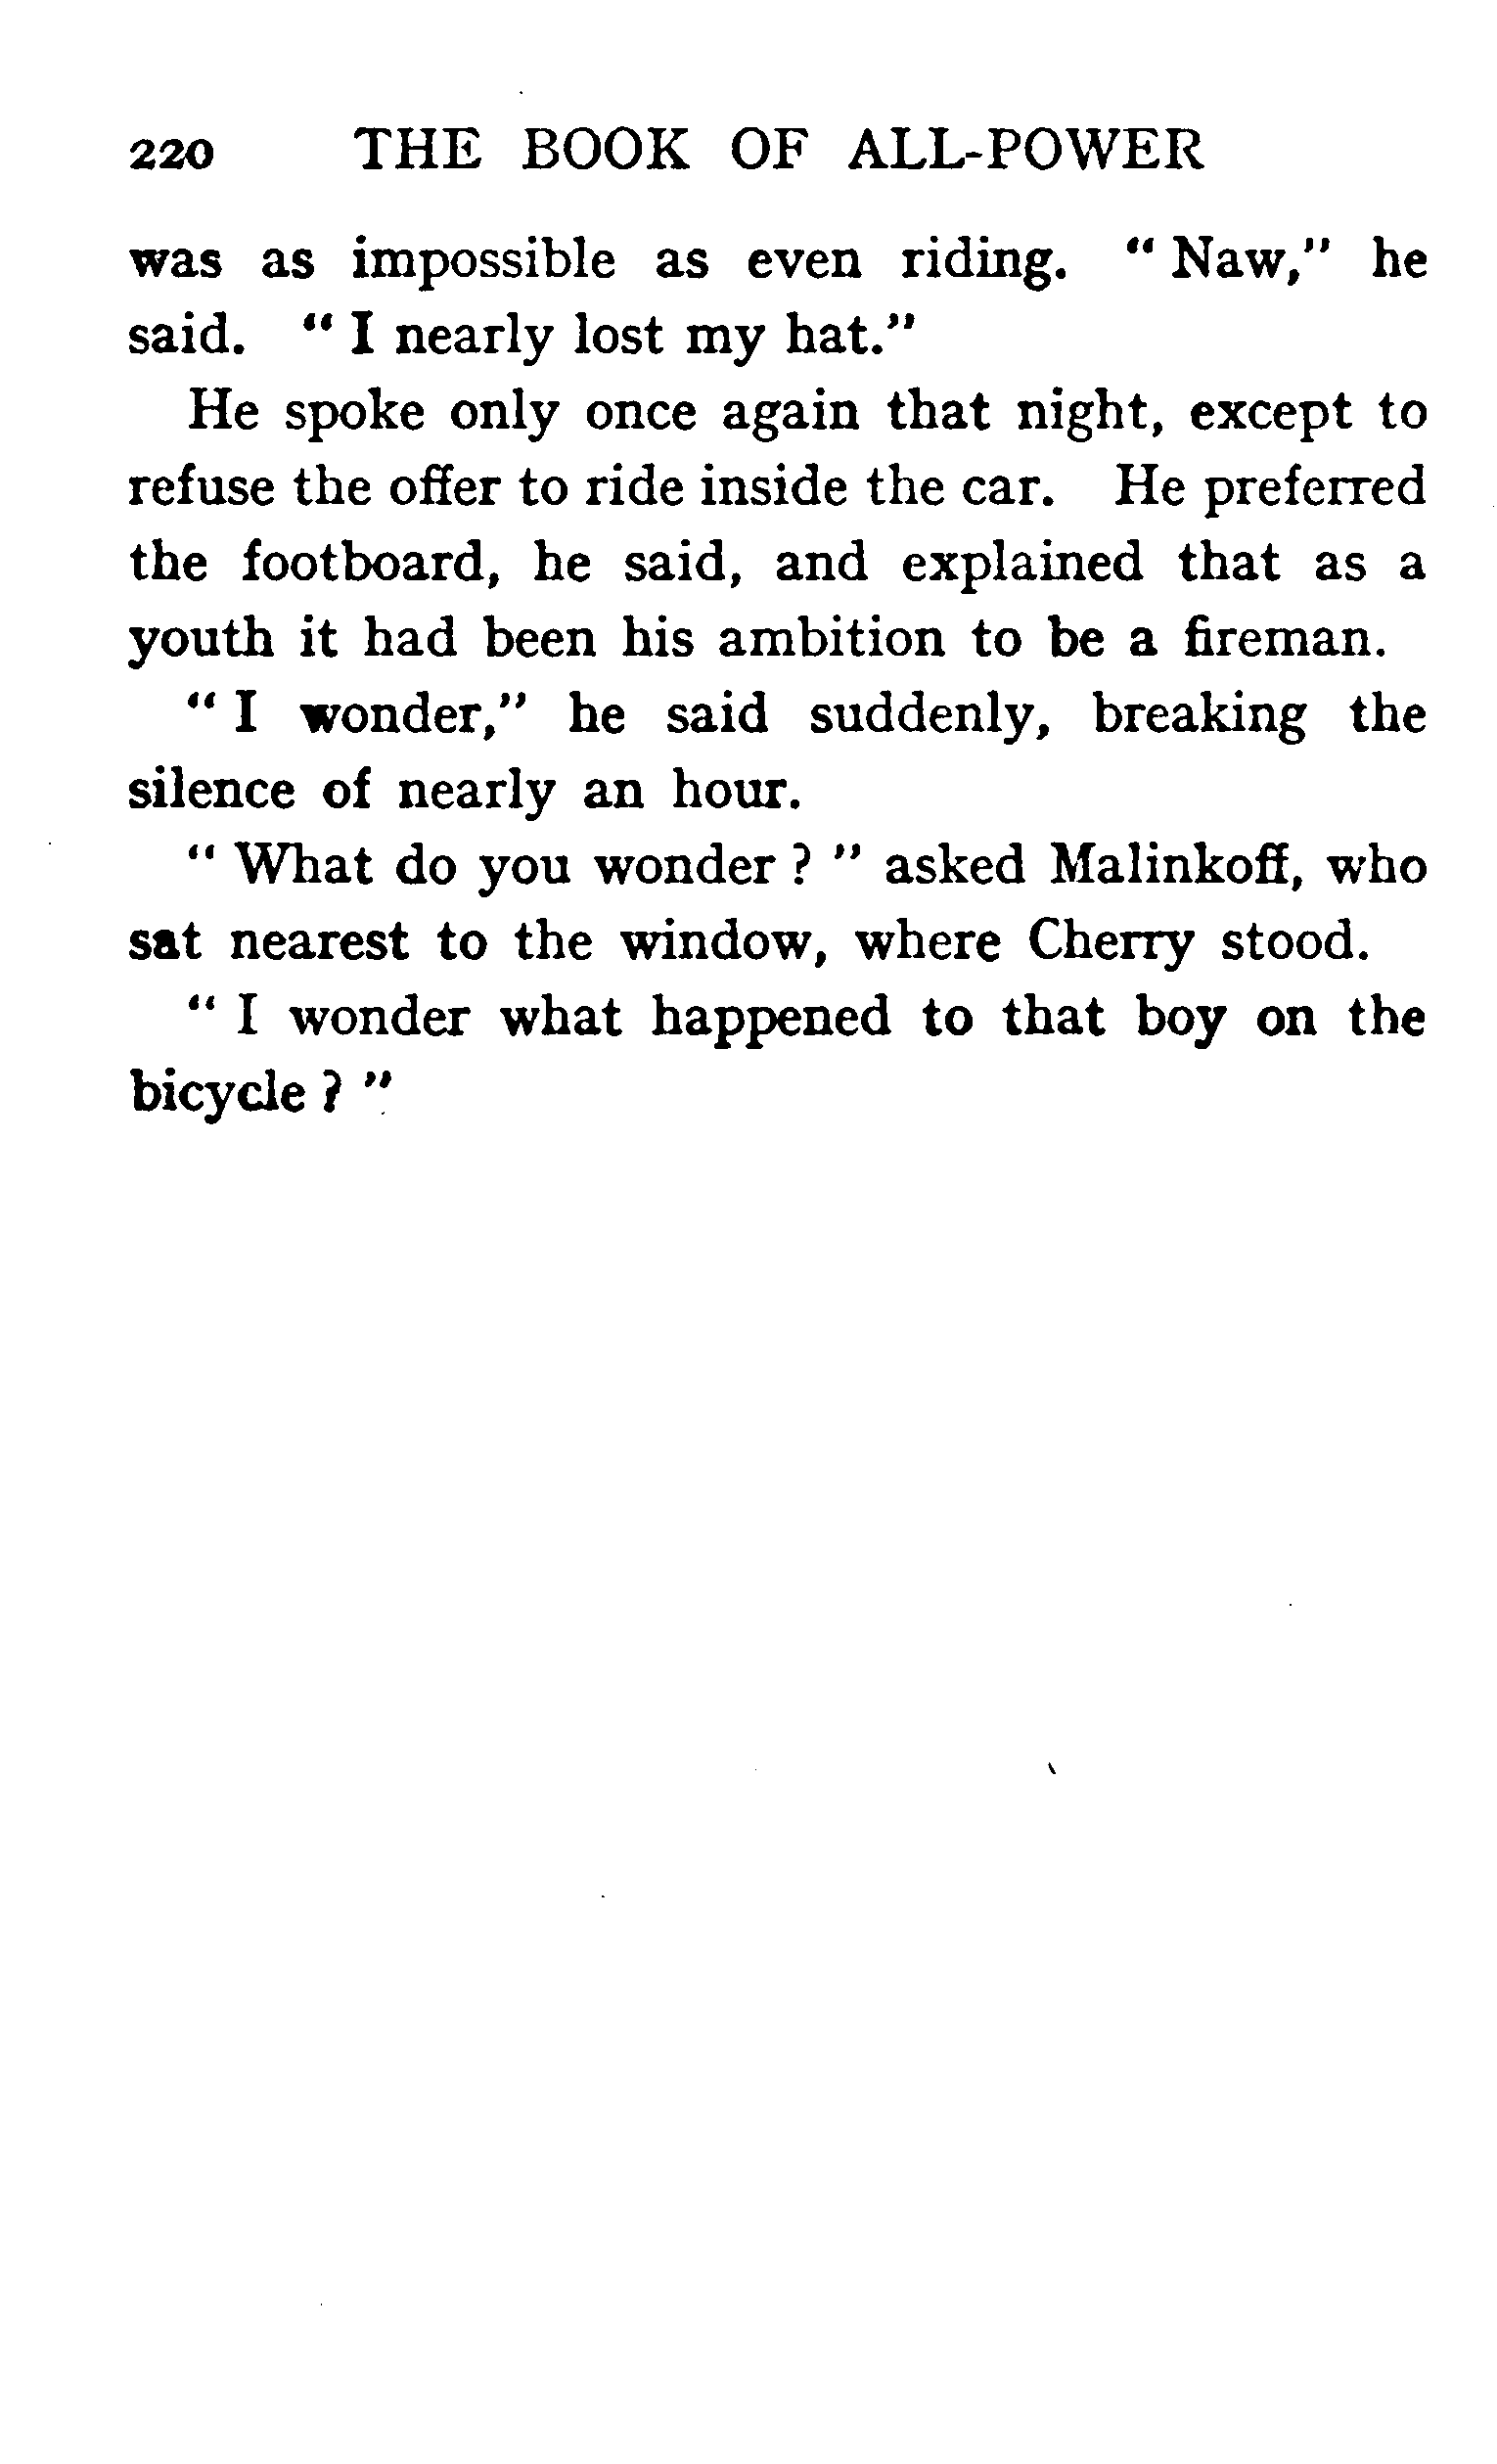 220 THE BOOK OF ALL-POWER
was as impossible as even riding. “ Naw,” he
said. “ I nearly lost my hat.”
He spoke only once again that night, except to
refuse the offer to ride inside the car. He preferred
the footboard, he said, and explained that as a
youth it had been his ambition to be a fireman.
“ I wonder,” he said suddenly, breaking the
silence of nearly an hour.
“ What do you wonder ? ” asked Malinkoff, who
sat nearest to the window, where Cherry stood.
“ I wonder what happened to that boy on the
bicycle ? ”